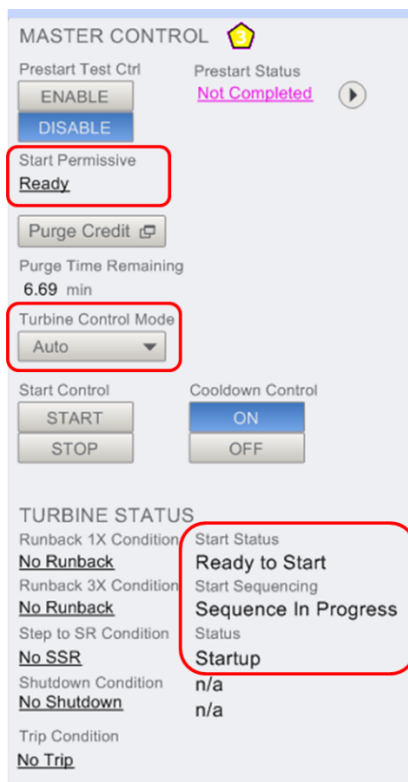 MASTER CONTROL 3
Prestart Test Ctrl Prestart Status
ENABLE Not Completed
DISABLE
Start Permissive
Ready
Purge Credit
Purge Time Remaining
6.69 min
Turbine Control Mode
Auto
Start Control Cooldown Control
START ON
STOP OFF
TURBINE STATUS
Runback 1X Condition Start Status
No Runback Ready to Start
Runback 3X Condition Start Sequencing
No Runback Sequence In Progress
Step to SR Condition Status
No SSR Startup
Shutdown Condition n/a
No Shutdown n/a
Trip Condition
No Trip